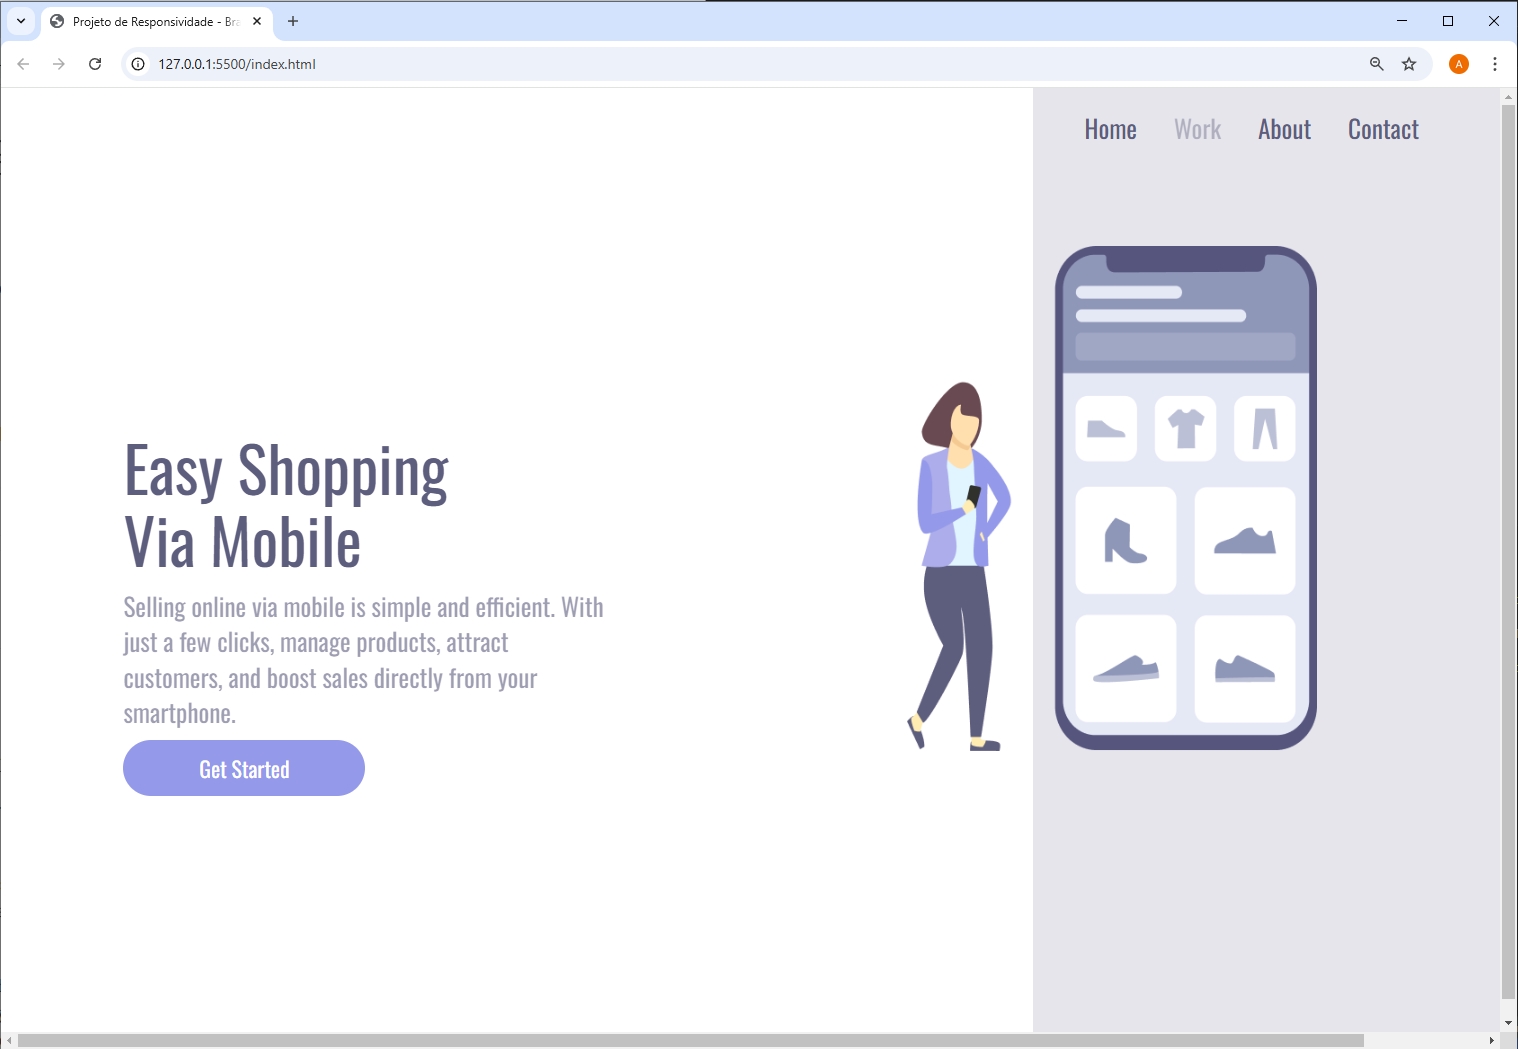 Projeto de Responsividade - Bra
127.0.0.1:5500/index.html
A
Home Work About Contact
Easy Shopping
Via Mobile
Selling online via mobile is simple and efficient. With
just a few clicks, manage products, attract
customers, and boost sales directly from your
smartphone.
Get Started